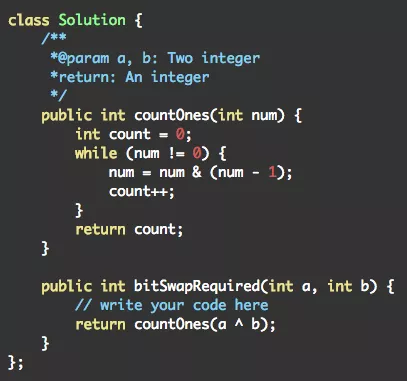 class Solution {
    /**
     *@param a, b: Two integer
     *return: An integer
     */
    public int countOnes(int num) {
        int count = 0;
        while (num != 0) {
            num = num & (num - 1);
            count++;
        }
        return count;
    }

    public int bitSwapRequired(int a, int b) {
        // write your code here
        return countOnes(a ^ b);
    }
};